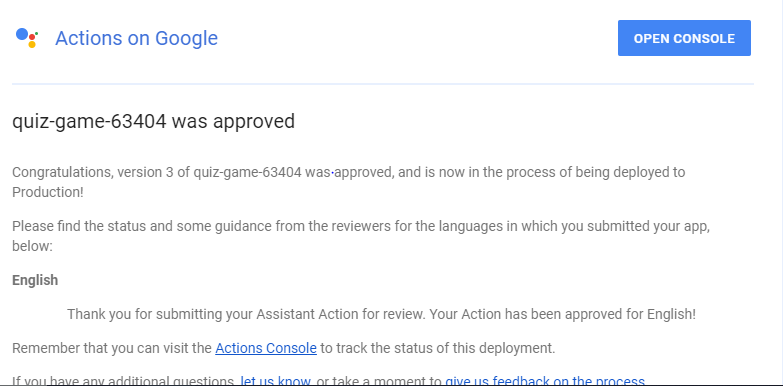 Actions on Google
OPEN CONSOLE
quiz-game-63404 was approved
Congratulations, version 3 of quiz-game-63404 was approved, and is now in the process of being deployed to
Production!
Please find the status and some guidance from the reviewers for the languages in which you submitted your app,
below:
English
Thank you for submitting your Assistant Action for review. Your Action has been approved for English!
Remember that you can visit the Actions Console to track the status of this deployment.
If you have any additional questions, let us know, or take a moment to give us feedback on the process.